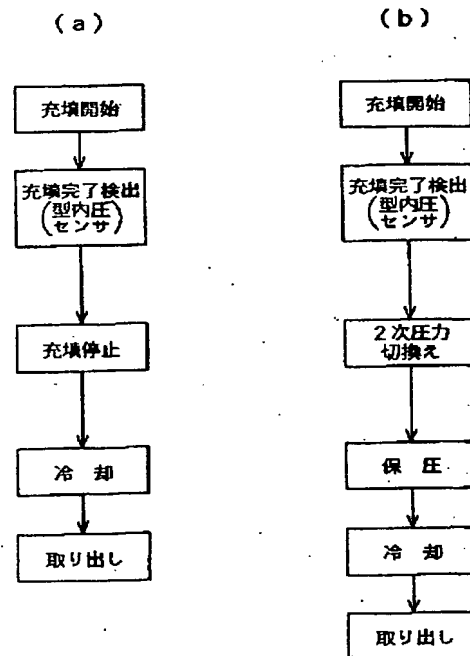 (a)
充填開始
充填完了検出
(型内圧
センサ)
充填停止
冷却
取り出し
(b)
充填開始
充填完了検出
(型内圧
センサ)
2次圧力
切換え
保圧
冷却
取り出し